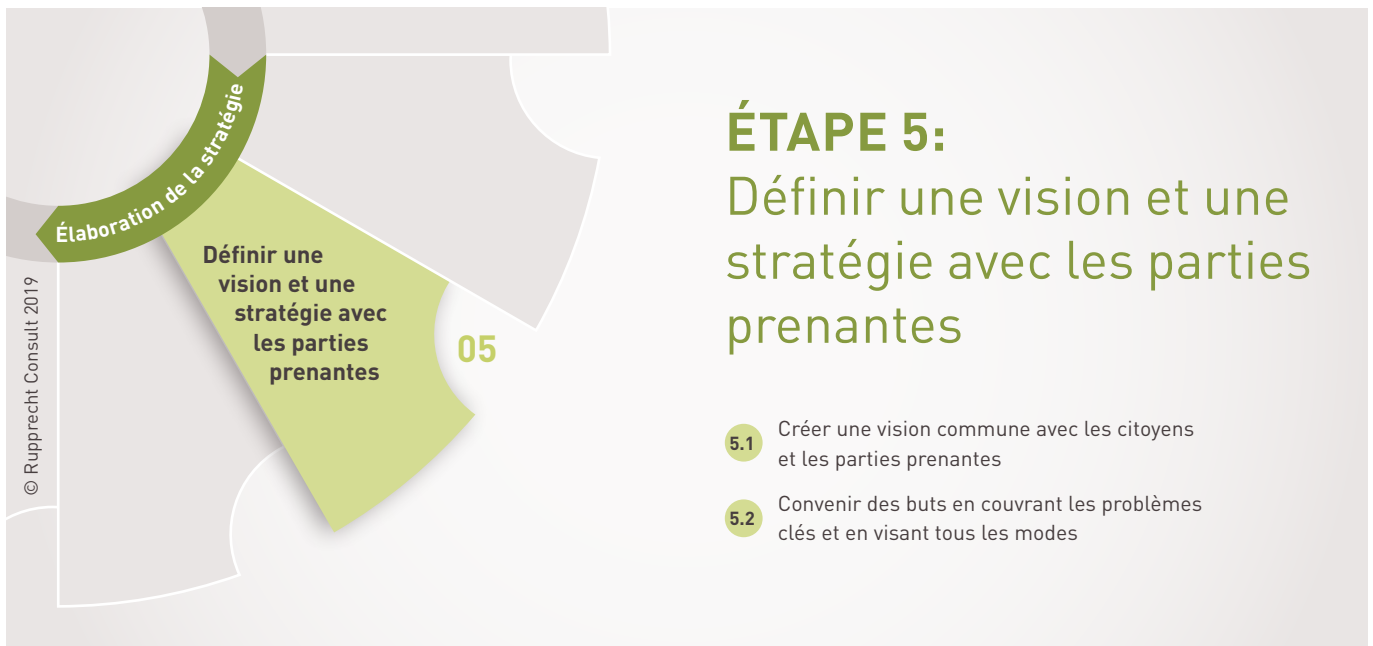 Élaboration de la stratégie
Définir une
vision et une
stratégie avec
les parties
prenantes
05
© Rupprecht Consult 2019
ÉTAPE 5:
Définir une vision et une
stratégie avec les parties
prenantes
5.1 Créer une vision commune avec les citoyens
et les parties prenantes
5.2 Convenir des buts en couvrant les problèmes
clés et en visant tous les modes